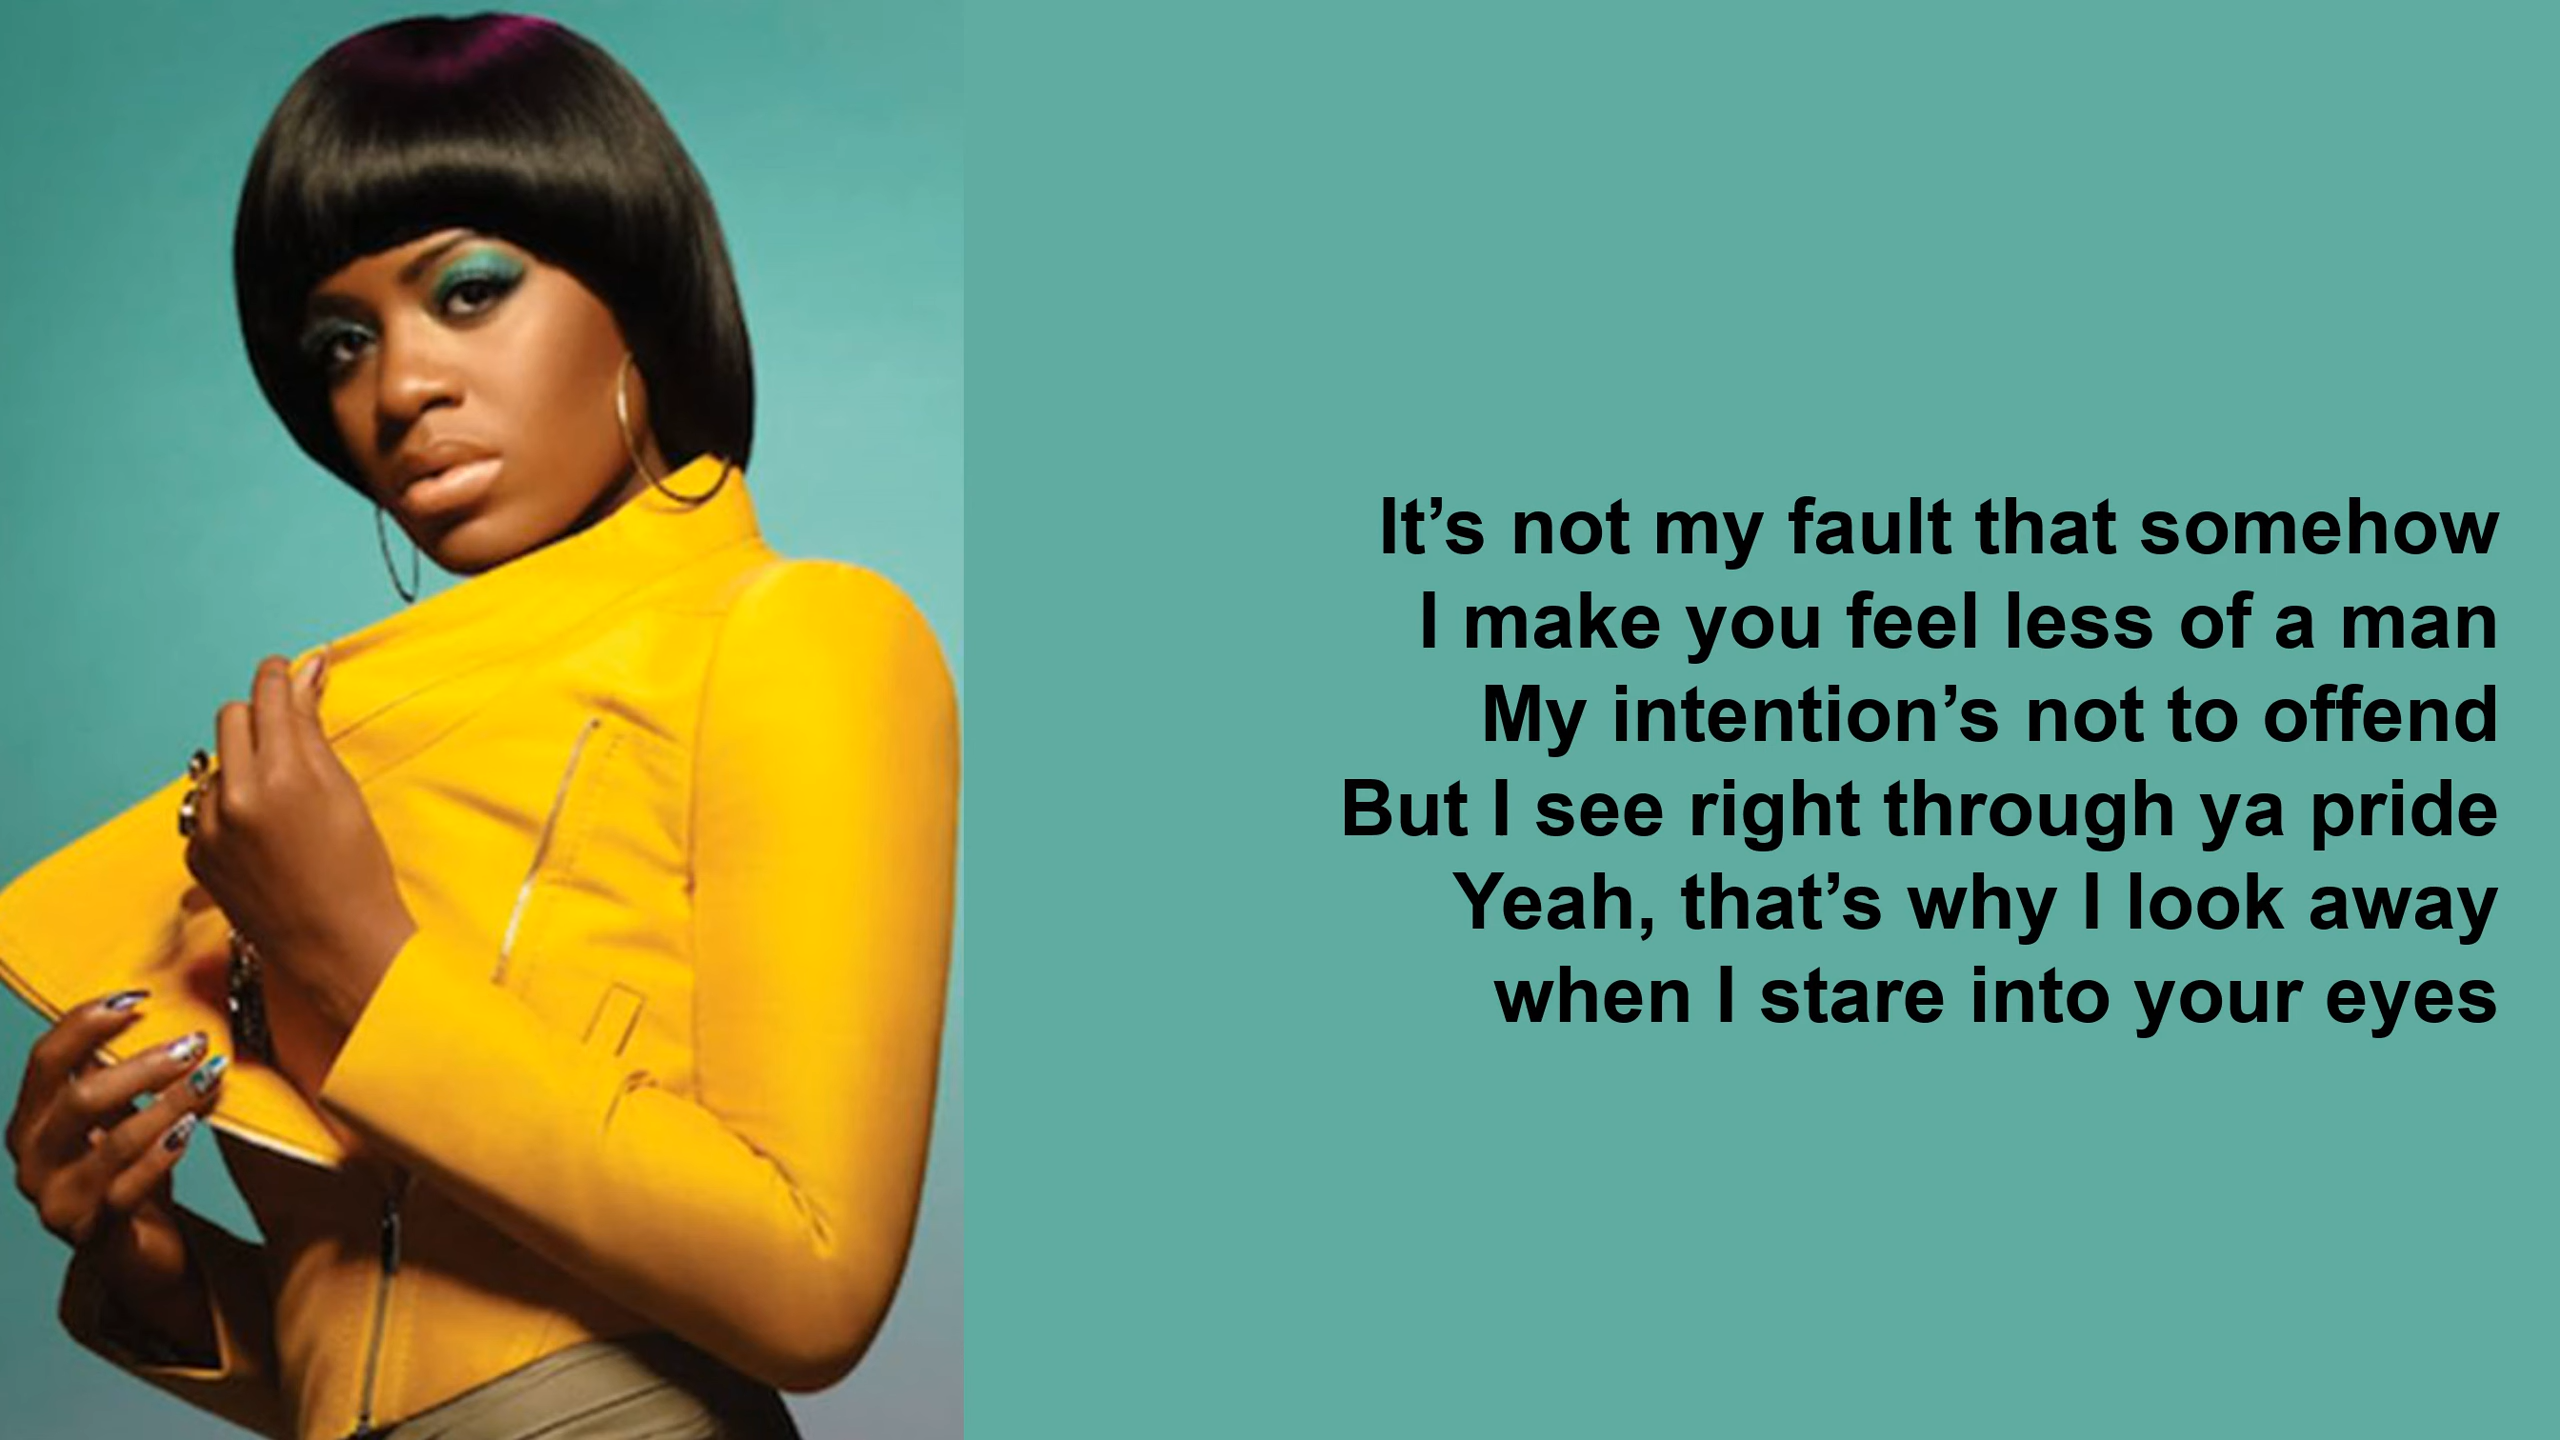 It’s not my fault that somehow
I make you feel less of a man
My intention’s not to offend
But I see right through ya pride
Yeah, that’s why I look away
when I stare into your eyes